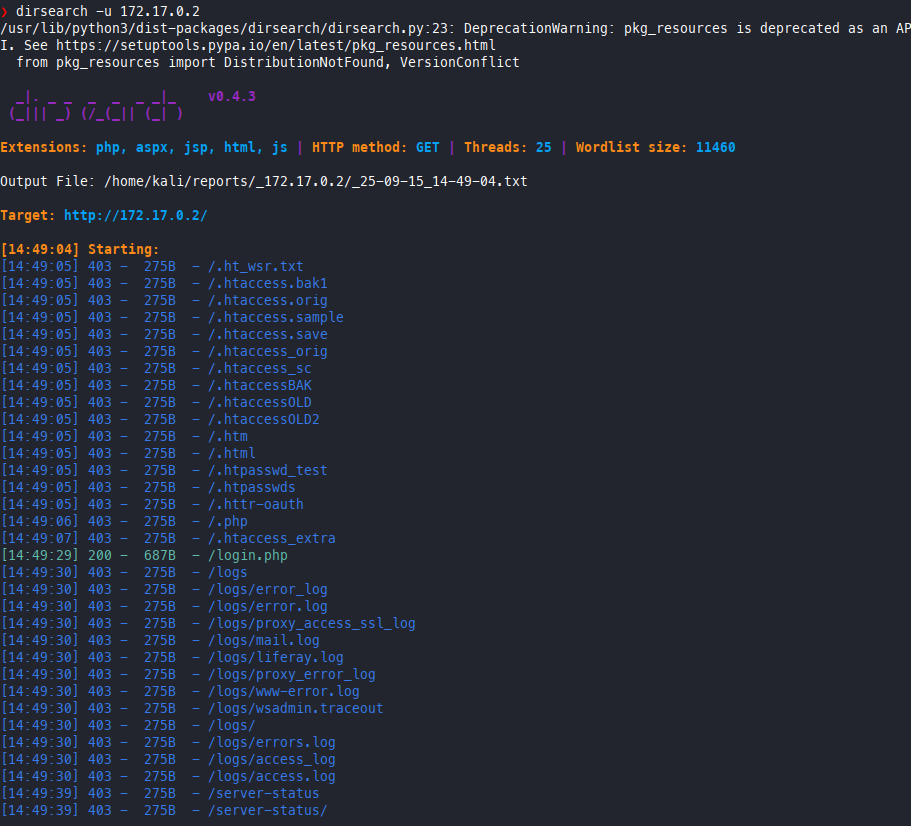 ❯ dirsearch -u 172.17.0.2
/usr/lib/python3/dist-packages/dirsearch/dirsearch.py:23: DeprecationWarning: pkg_resources is deprecated as an AP
I. See https://setuptools.pypa.io/en/latest/pkg_resources.html
  from pkg_resources import DistributionNotFound, VersionConflict

  _|. _ _  _  _  _ _|_    v0.4.3
 (_||| _) (/_(_|| (_| )

Extensions: php, aspx, jsp, html, js | HTTP method: GET | Threads: 25 | Wordlist size: 11460

Output File: /home/kali/reports/_172.17.0.2/_25-09-15_14-49-04.txt

Target: http://172.17.0.2/

[14:49:04] Starting:
[14:49:05] 403 -  275B  - /.ht_wsr.txt
[14:49:05] 403 -  275B  - /.htaccess.bak1
[14:49:05] 403 -  275B  - /.htaccess.orig
[14:49:05] 403 -  275B  - /.htaccess.sample
[14:49:05] 403 -  275B  - /.htaccess.save
[14:49:05] 403 -  275B  - /.htaccess_orig
[14:49:05] 403 -  275B  - /.htaccess_sc
[14:49:05] 403 -  275B  - /.htaccessBAK
[14:49:05] 403 -  275B  - /.htaccessOLD
[14:49:05] 403 -  275B  - /.htaccessOLD2
[14:49:05] 403 -  275B  - /.htm
[14:49:05] 403 -  275B  - /.html
[14:49:05] 403 -  275B  - /.htpasswd_test
[14:49:05] 403 -  275B  - /.htpasswds
[14:49:05] 403 -  275B  - /.httr-oauth
[14:49:06] 403 -  275B  - /.php
[14:49:07] 403 -  275B  - /.htaccess_extra
[14:49:29] 200 -  687B  - /login.php
[14:49:30] 403 -  275B  - /logs
[14:49:30] 403 -  275B  - /logs/error_log
[14:49:30] 403 -  275B  - /logs/error.log
[14:49:30] 403 -  275B  - /logs/proxy_access_ssl_log
[14:49:30] 403 -  275B  - /logs/mail.log
[14:49:30] 403 -  275B  - /logs/liferay.log
[14:49:30] 403 -  275B  - /logs/proxy_error_log
[14:49:30] 403 -  275B  - /logs/www-error.log
[14:49:30] 403 -  275B  - /logs/wsadmin.traceout
[14:49:30] 403 -  275B  - /logs/
[14:49:30] 403 -  275B  - /logs/errors.log
[14:49:30] 403 -  275B  - /logs/access_log
[14:49:30] 403 -  275B  - /logs/access.log
[14:49:39] 403 -  275B  - /server-status
[14:49:39] 403 -  275B  - /server-status/